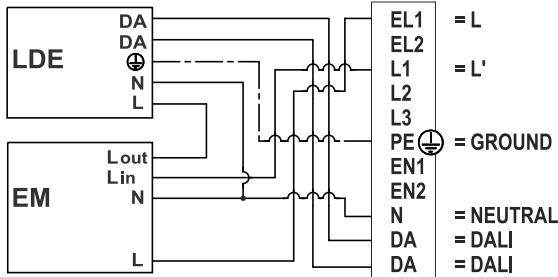 LDE
DA
DA
N
L
EM
Lout
Lin
N
L
EL1 = L
EL2
L1 = L'
L2
L3
PE = GROUND
EN1
EN2
N = NEUTRAL
DA = DALI
DA = DALI